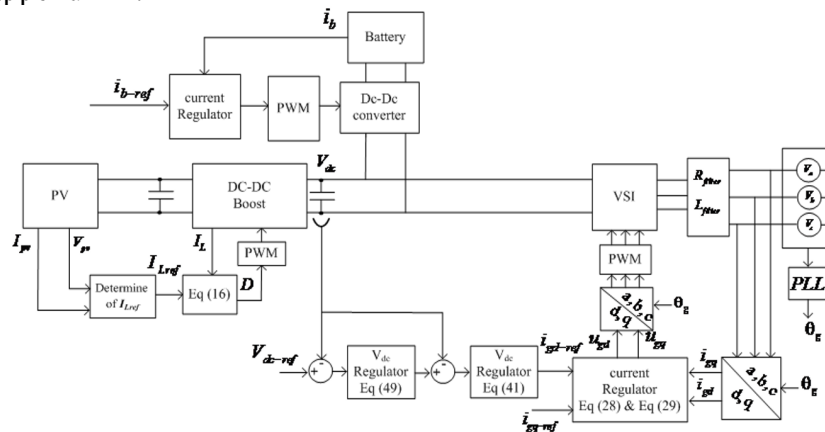 i_b
Battery
i_b-ref
current
Regulator
PWM
Dc-Dc
converter
PV
DC-DC
Boost
V_dc
VSI
R_filter
L_filter
V_a
V_b
V_c
I_pv
V_pv
I_L
PWM
PWM
PLL
Determine
of I_Lref
I_Lref
Eq (16)
D
a,b,c
d,q
θ_g
θ_g
u_gd
u_gq
V_dc-ref
+
-
V_dc
Regulator
Eq (49)
+
-
V_dc
Regulator
Eq (41)
i_gd-ref
i_gq-ref
current
Regulator
Eq (28) & Eq (29)
i_gq
i_gd
a,b,c
d,q
θ_g